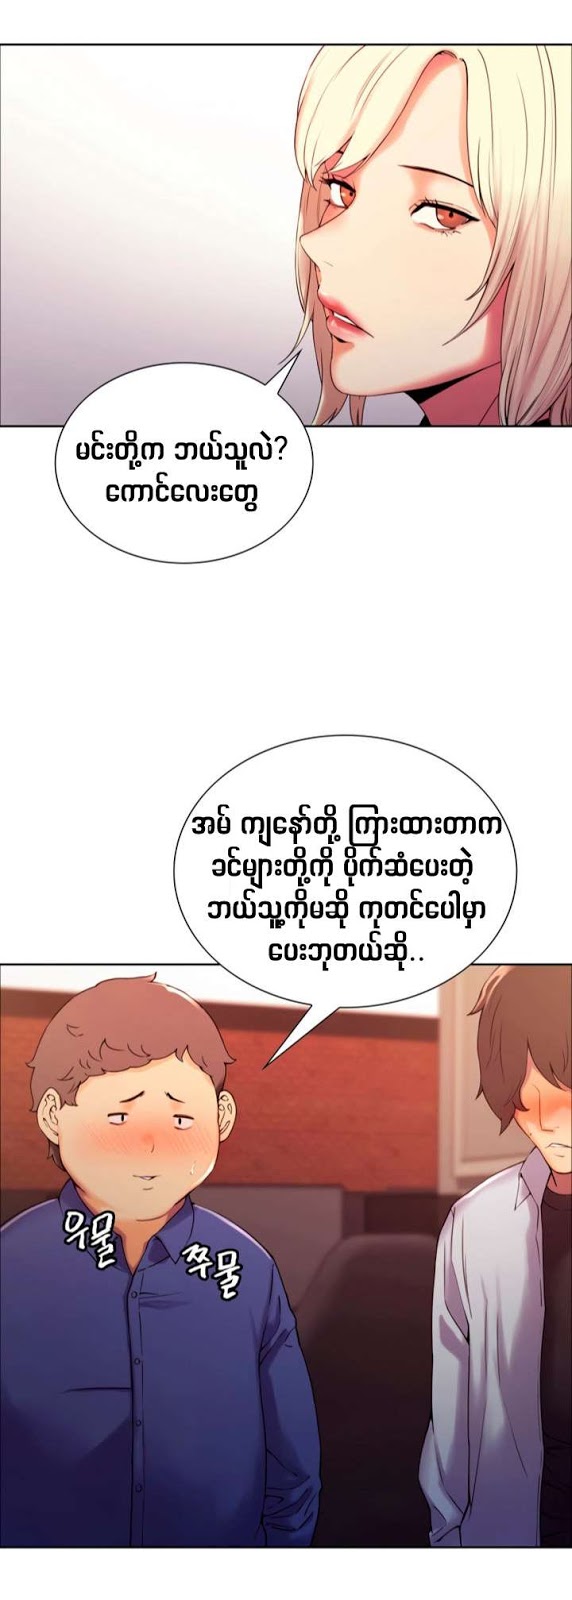 မင်းတို့က ဘယ်သူလဲ?
ကောင်လေးတွေ
အမ် ကျနော်တို့ ကြားထားတာက
ခင်များတို့ကို ပိုက်ဆံပေးတဲ့
ဘယ်သူ့ကိုမဆို ကုတင်ပေါ်မှာ
ပေးဘုတယ်ဆို..
우물
쭈물